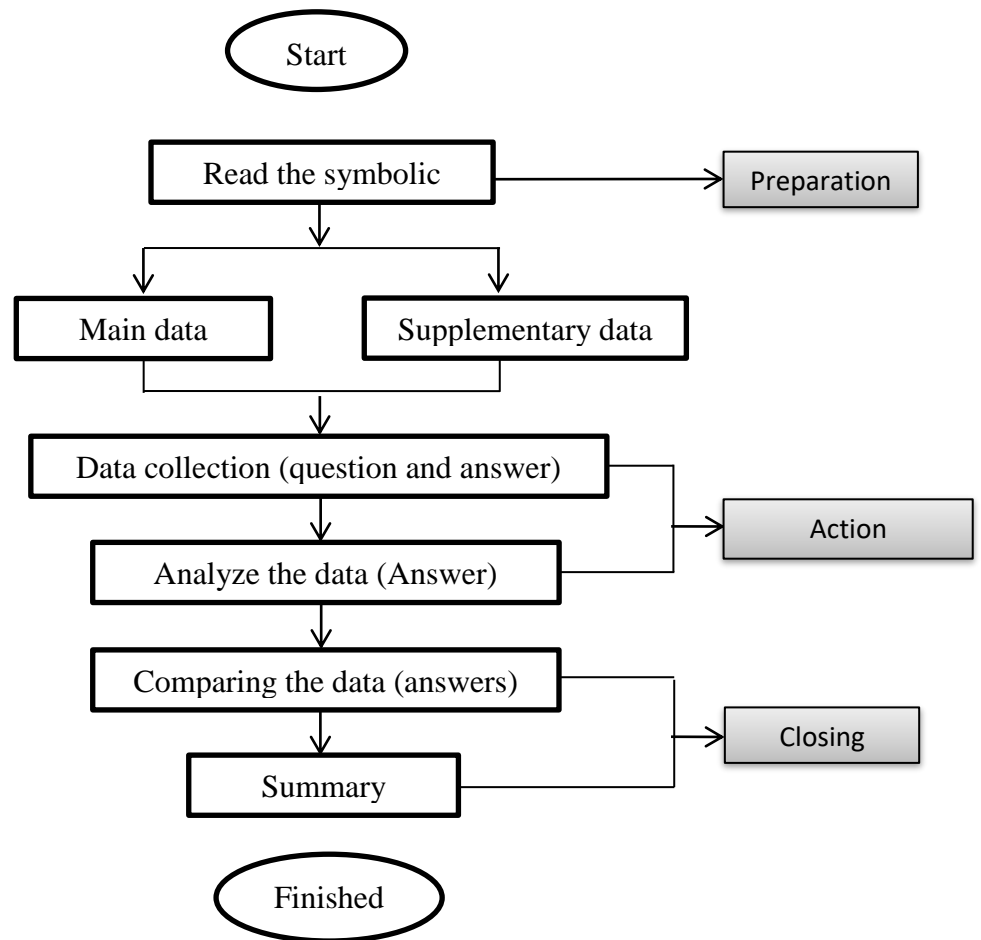 Start
Read the symbolic
Preparation
Main data
Supplementary data
Data collection (question and answer)
Action
Analyze the data (Answer)
Comparing the data (answers)
Closing
Summary
Finished